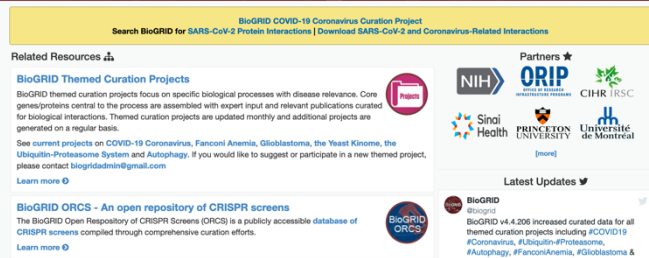 BioGRID COVID-19 Coronavirus Curation Project
Search BioGRID for SARS-CoV-2 Protein Interactions | Download SARS-CoV-2 and Coronavirus-Related Interactions
Related Resources
BioGRID Themed Curation Projects
BioGRID themed curation projects focus on specific biological processes with disease relevance. Core
genes/proteins central to the process are assembled with expert input and relevant publications curated
for biological interactions. Themed curation projects are updated monthly and additional projects are
generated on a regular basis.
See current projects on COVID-19 Coronavirus, Fanconi Anemia, Glioblastoma, the Yeast Kinome, the
Ubiquitin-Proteasome System and Autophagy. If you would like to suggest or participate in a new themed project,
please contact biogridadmin@gmail.com
Learn more
Projects
BioGRID ORCS - An open repository of CRISPR screens
The BioGRID Open Respository of CRISPR Screens (ORCS) is a publicly accessible database of
CRISPR screens compiled through comprehensive curation efforts.
Learn more
BioGRID
ORCS
Partners
NIH
ORIP
OFFICE OF RESEARCH
INFRASTRUCTURE PROGRAMS
CIHR IRSC
Sinai
Health
PRINCETON
UNIVERSITY
Université
de Montréal
[more]
Latest Updates
BioGRID
@biogrid
BioGRID v4.4.206 increased curated data for all
themed curation projects including #COVID19
#Coronavirus, #Ubiquitin-#Proteasome,
#Autophagy, #FanconiAnemia, #Glioblastoma &